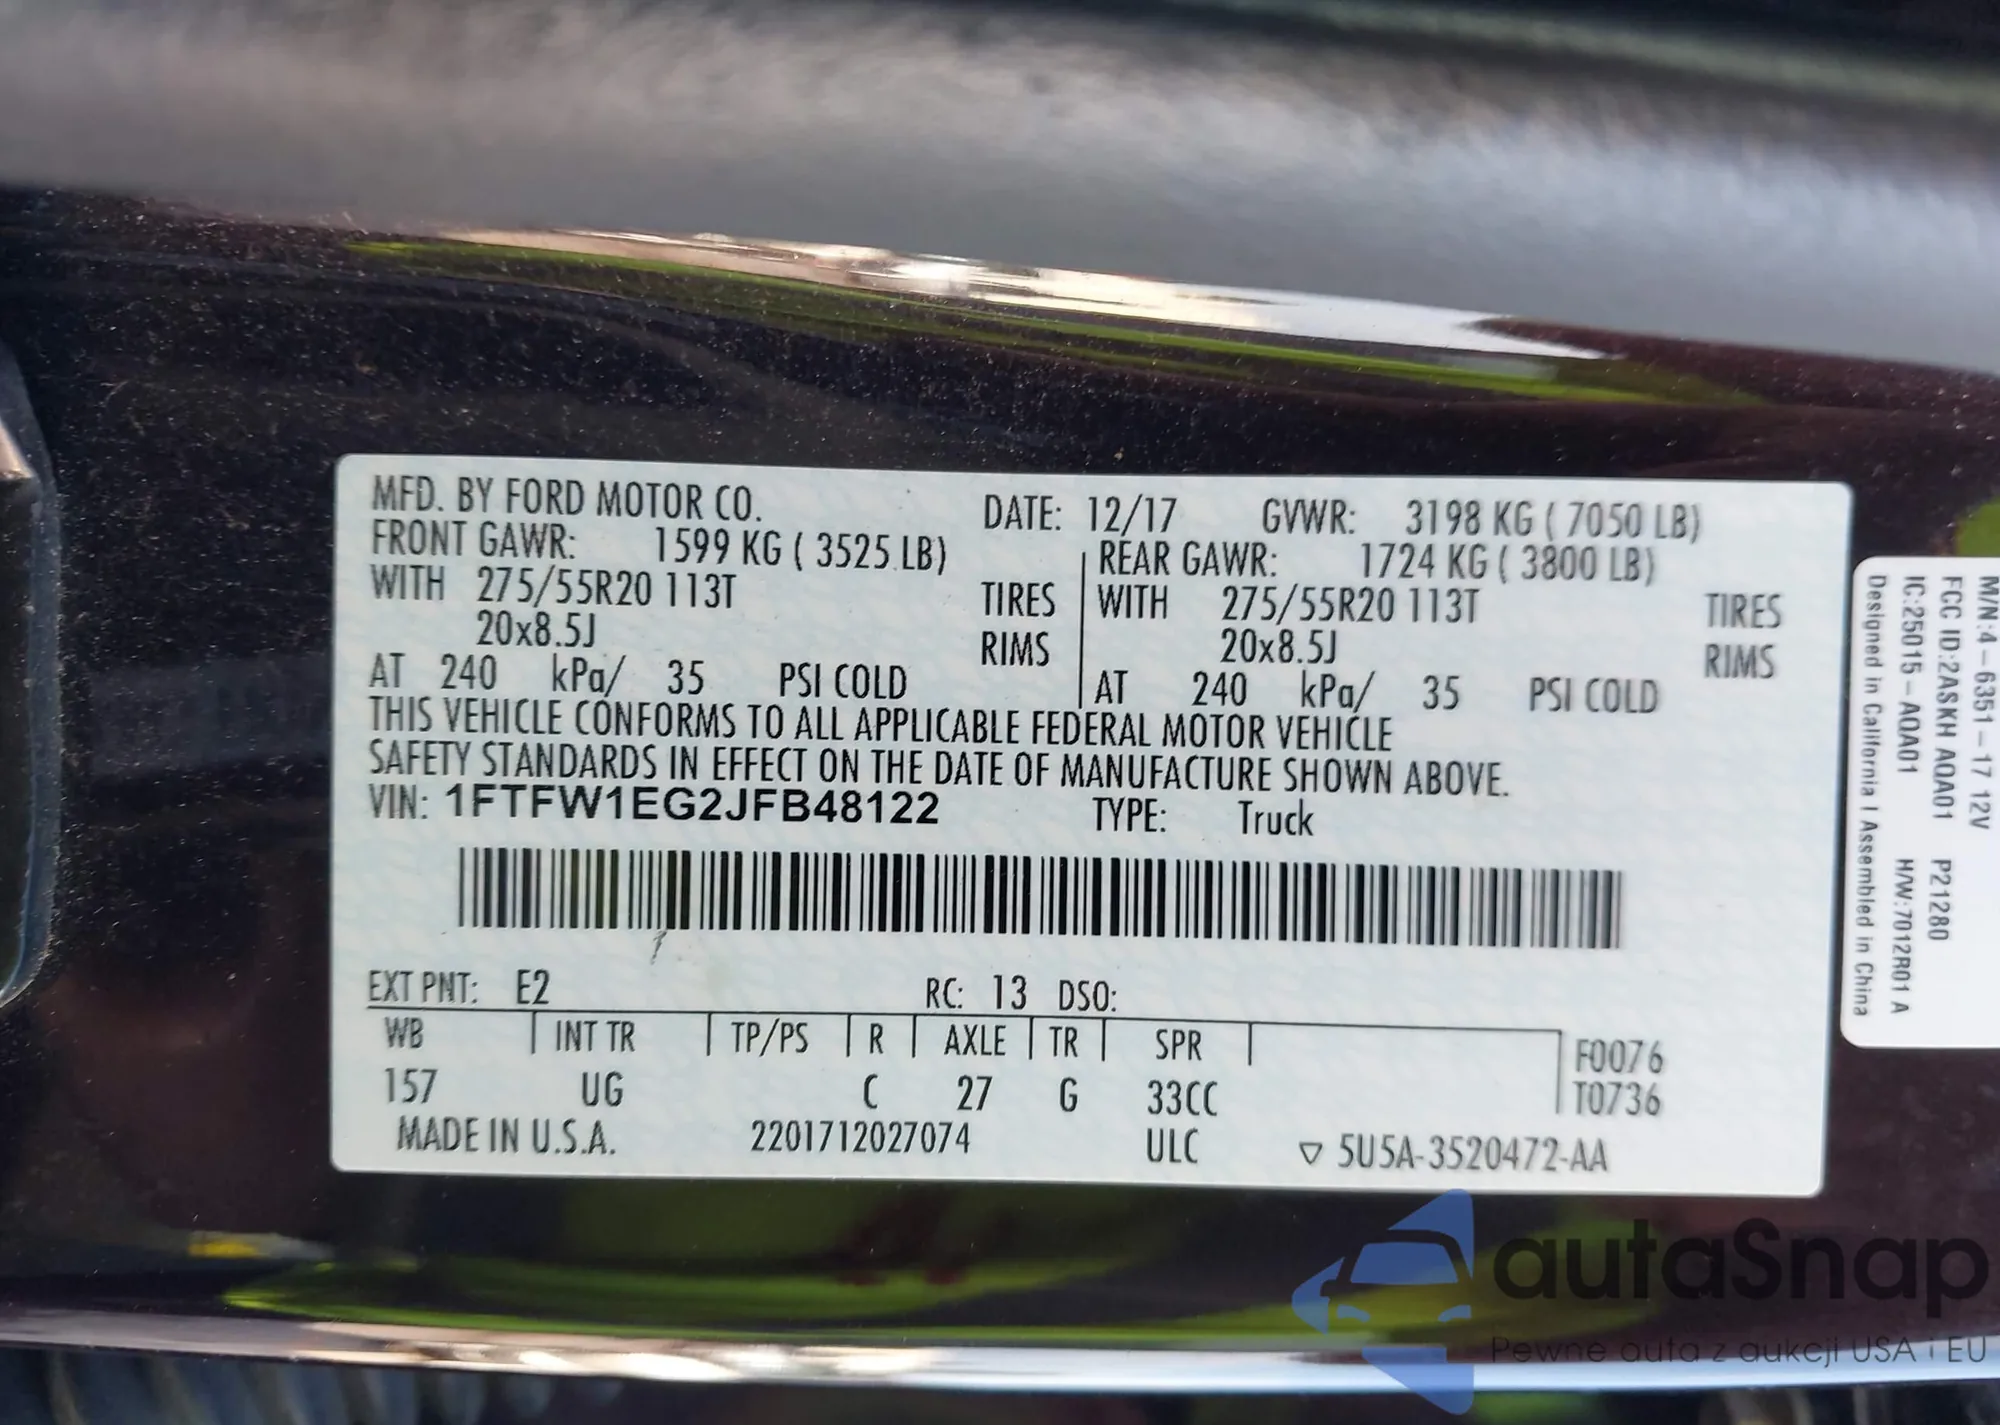 MFD. BY FORD MOTOR CO. DATE: 12/17 GVWR: 3198 KG ( 7050 LB)
FRONT GAWR: 1599 KG ( 3525 LB) REAR GAWR: 1724 KG ( 3800 LB)
WITH 275/55R20 113T TIRES WITH 275/55R20 113T TIRES
20x8.5J RIMS 20x8.5J RIMS
AT 240 kPa/ 35 PSI COLD AT 240 kPa/ 35 PSI COLD
THIS VEHICLE CONFORMS TO ALL APPLICABLE FEDERAL MOTOR VEHICLE
SAFETY STANDARDS IN EFFECT ON THE DATE OF MANUFACTURE SHOWN ABOVE.
VIN: 1FTFW1EG2JFB48122 TYPE: Truck
EXT PNT: E2 RC: 13 DSO:
WB INT TR TP/PS R AXLE TR SPR F0076
157 UG C 27 G 33CC T0736
MADE IN U.S.A. 2201712027074 ULC ▽ 5U5A-3520472-AA
M/N:4-6351-17 12V
FCC ID:2ASKH AQA01 P21280
IC:25015-AQA01 H/W:7012R01 A
Designed in California I Assembled in China
autaSnap
Pewne auta z aukcji USA i EU